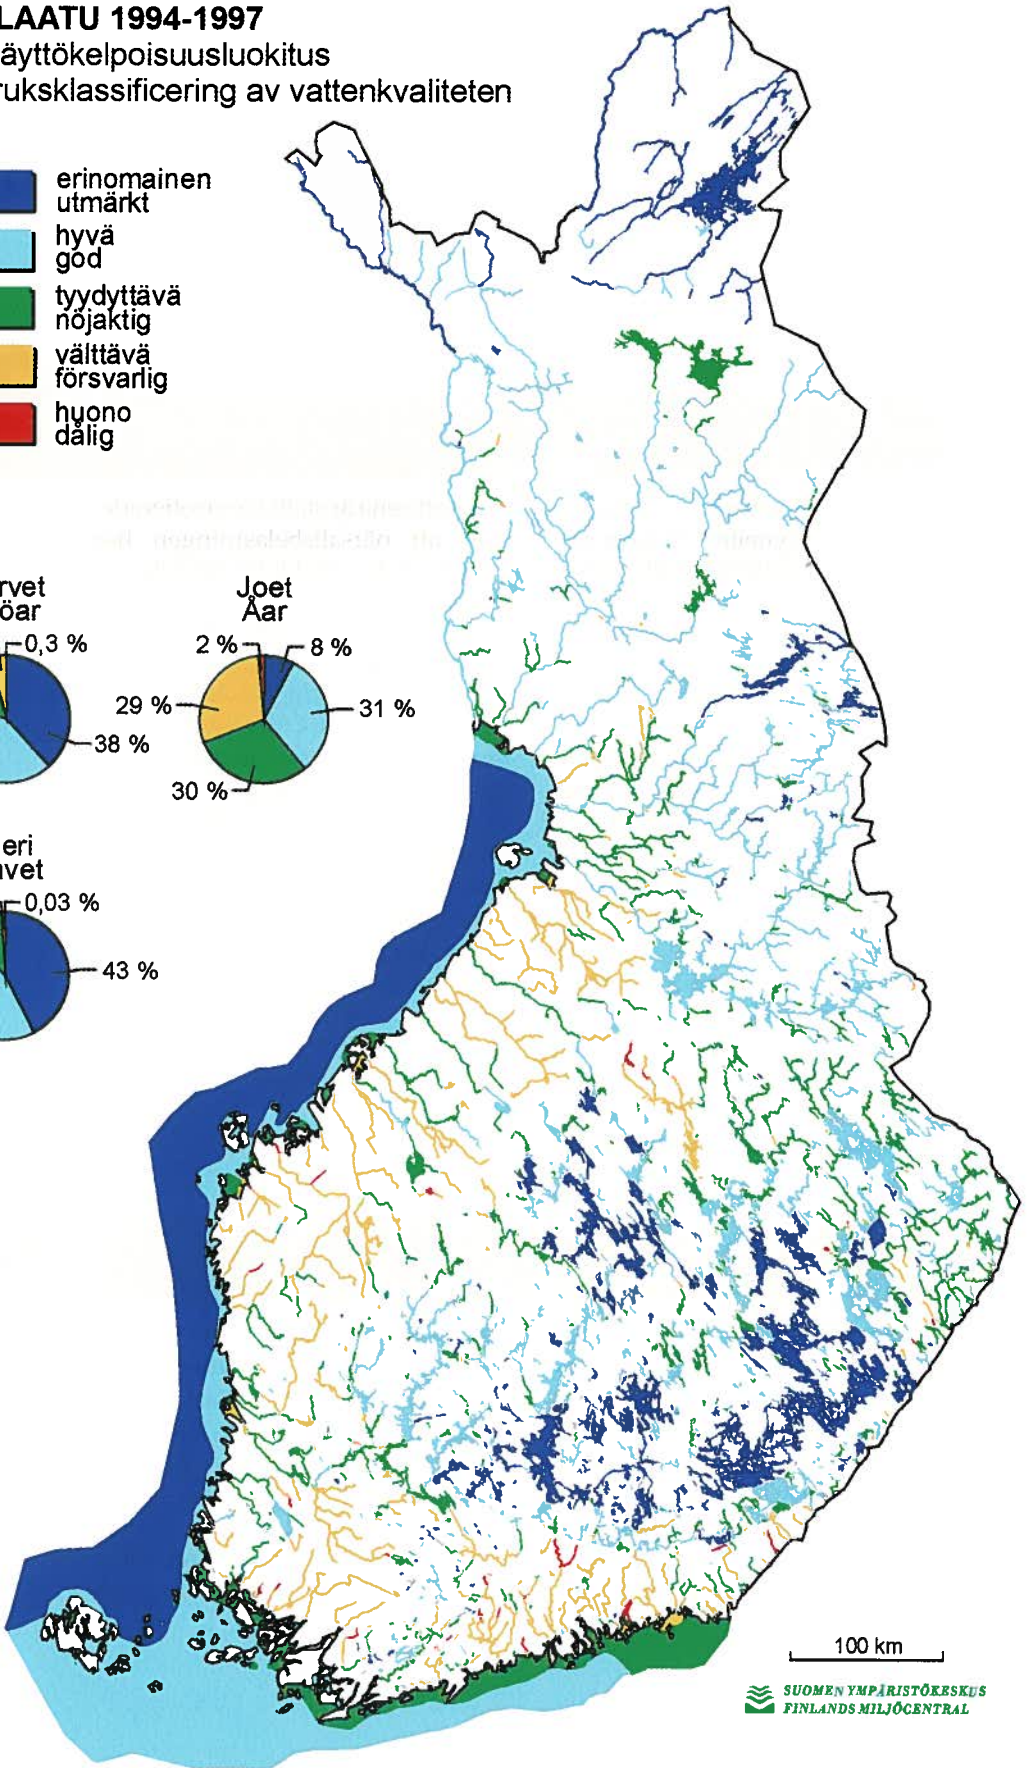 LAATU 1994-1997
äyttökelpoisuusluokitus
ruksklassificering av vattenkvaliteten
erinomainen
utmärkt
hyvä
god
tyydyttävä
nöjaktig
välttävä
försvarlig
huono
dålig
rvet
öar
0,3 %
38 %
Joet
Åar
2 %
8 %
29 %
31 %
30 %
eri
avet
0,03 %
43 %
100 km
SUOMEN YMPÄRISTÖKESKUS
FINLANDS MILJÖCENTRAL